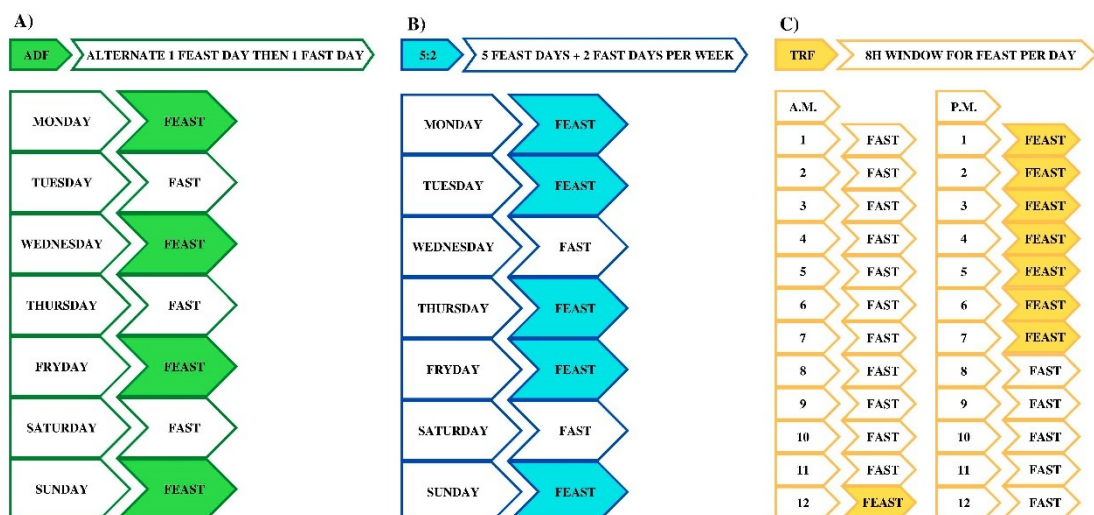 A)
ADF ALTERNATE 1 FEAST DAY THEN 1 FAST DAY
MONDAY FEAST
TUESDAY FAST
WEDNESDAY FEAST
THURSDAY FAST
FRYDAY FEAST
SATURDAY FAST
SUNDAY FEAST
B)
5:2 5 FEAST DAYS + 2 FAST DAYS PER WEEK
MONDAY FEAST
TUESDAY FEAST
WEDNESDAY FAST
THURSDAY FEAST
FRYDAY FEAST
SATURDAY FAST
SUNDAY FEAST
C)
TRF 8H WINDOW FOR FEAST PER DAY
A.M.
1 FAST
2 FAST
3 FAST
4 FAST
5 FAST
6 FAST
7 FAST
8 FAST
9 FAST
10 FAST
11 FAST
12 FEAST
P.M.
1 FEAST
2 FEAST
3 FEAST
4 FEAST
5 FEAST
6 FEAST
7 FEAST
8 FAST
9 FAST
10 FAST
11 FAST
12 FAST